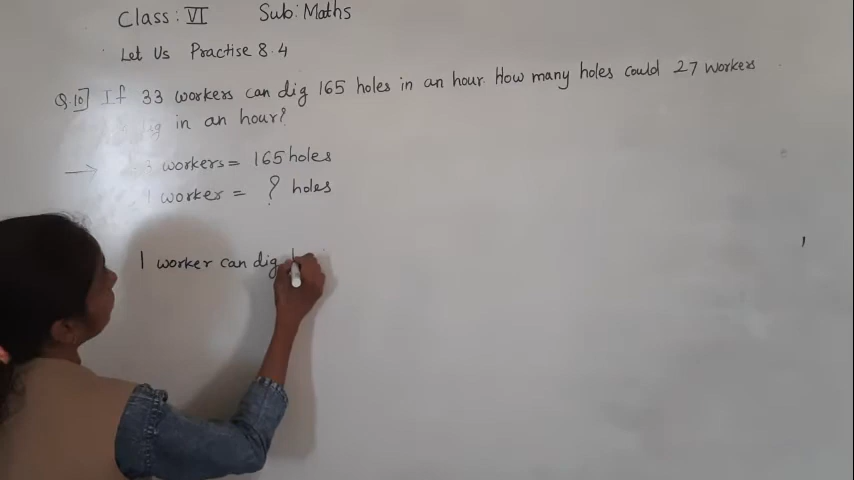 Class: VI Sub: Maths
Let Us Practise 8.4
Q.10] If 33 workers can dig 165 holes in an hour. How many holes could 27 workers
dig in an hour?
→ 3 workers = 165 holes
1 worker = ? holes
1 worker can dig